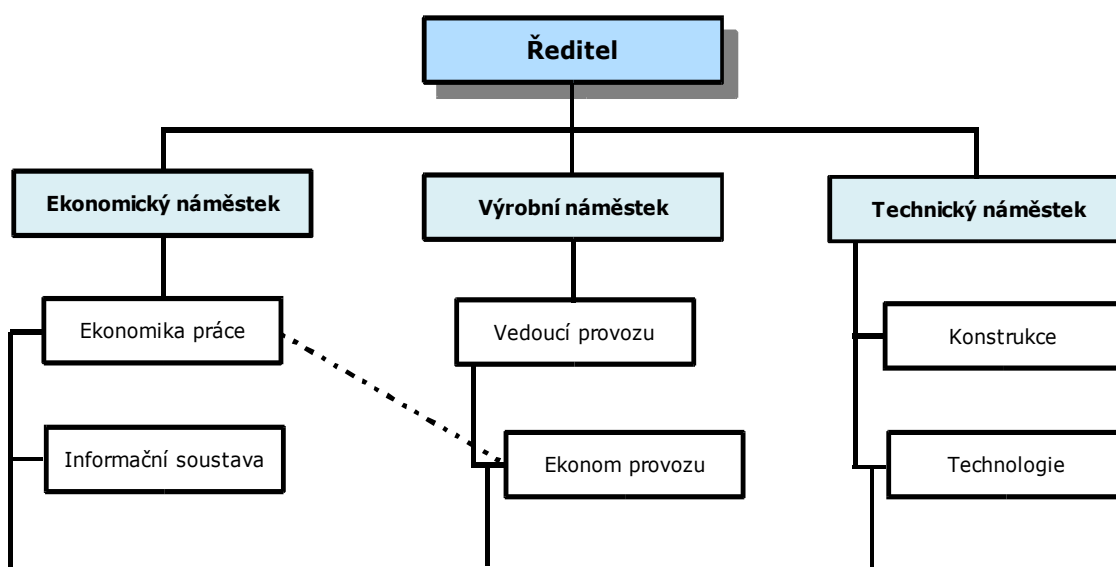 Ředitel
Ekonomický náměstek
Výrobní náměstek
Technický náměstek
Ekonomika práce
Vedoucí provozu
Konstrukce
Informační soustava
Ekonom provozu
Technologie